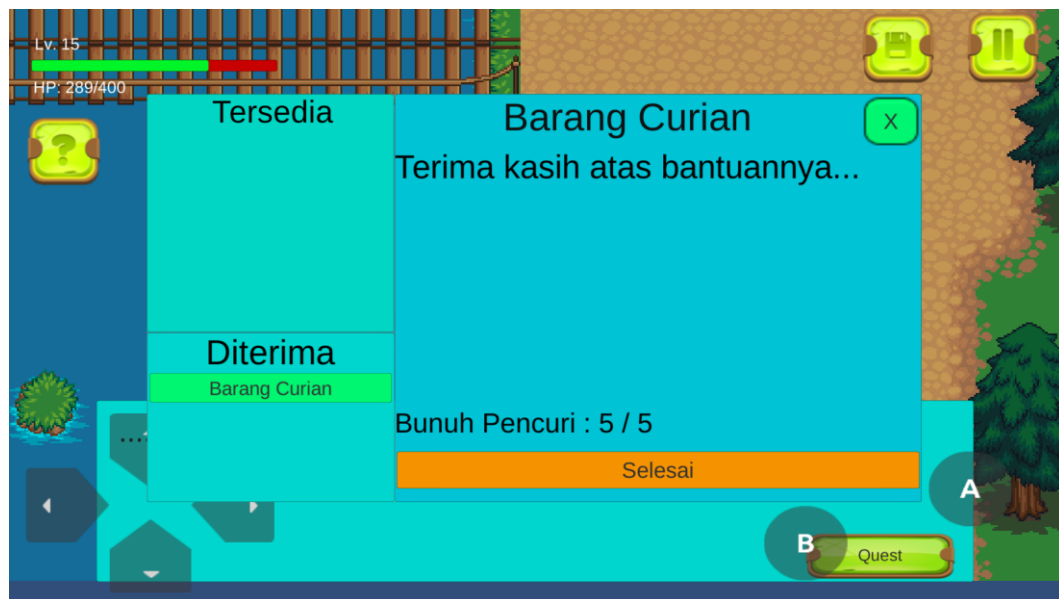 Lv. 15
HP: 289/400
?
Tersedia
Barang Curian
X
Terima kasih atas bantuannya...
Diterima
Barang Curian
Bunuh Pencuri : 5 / 5
Selesai
...
A
B
Quest